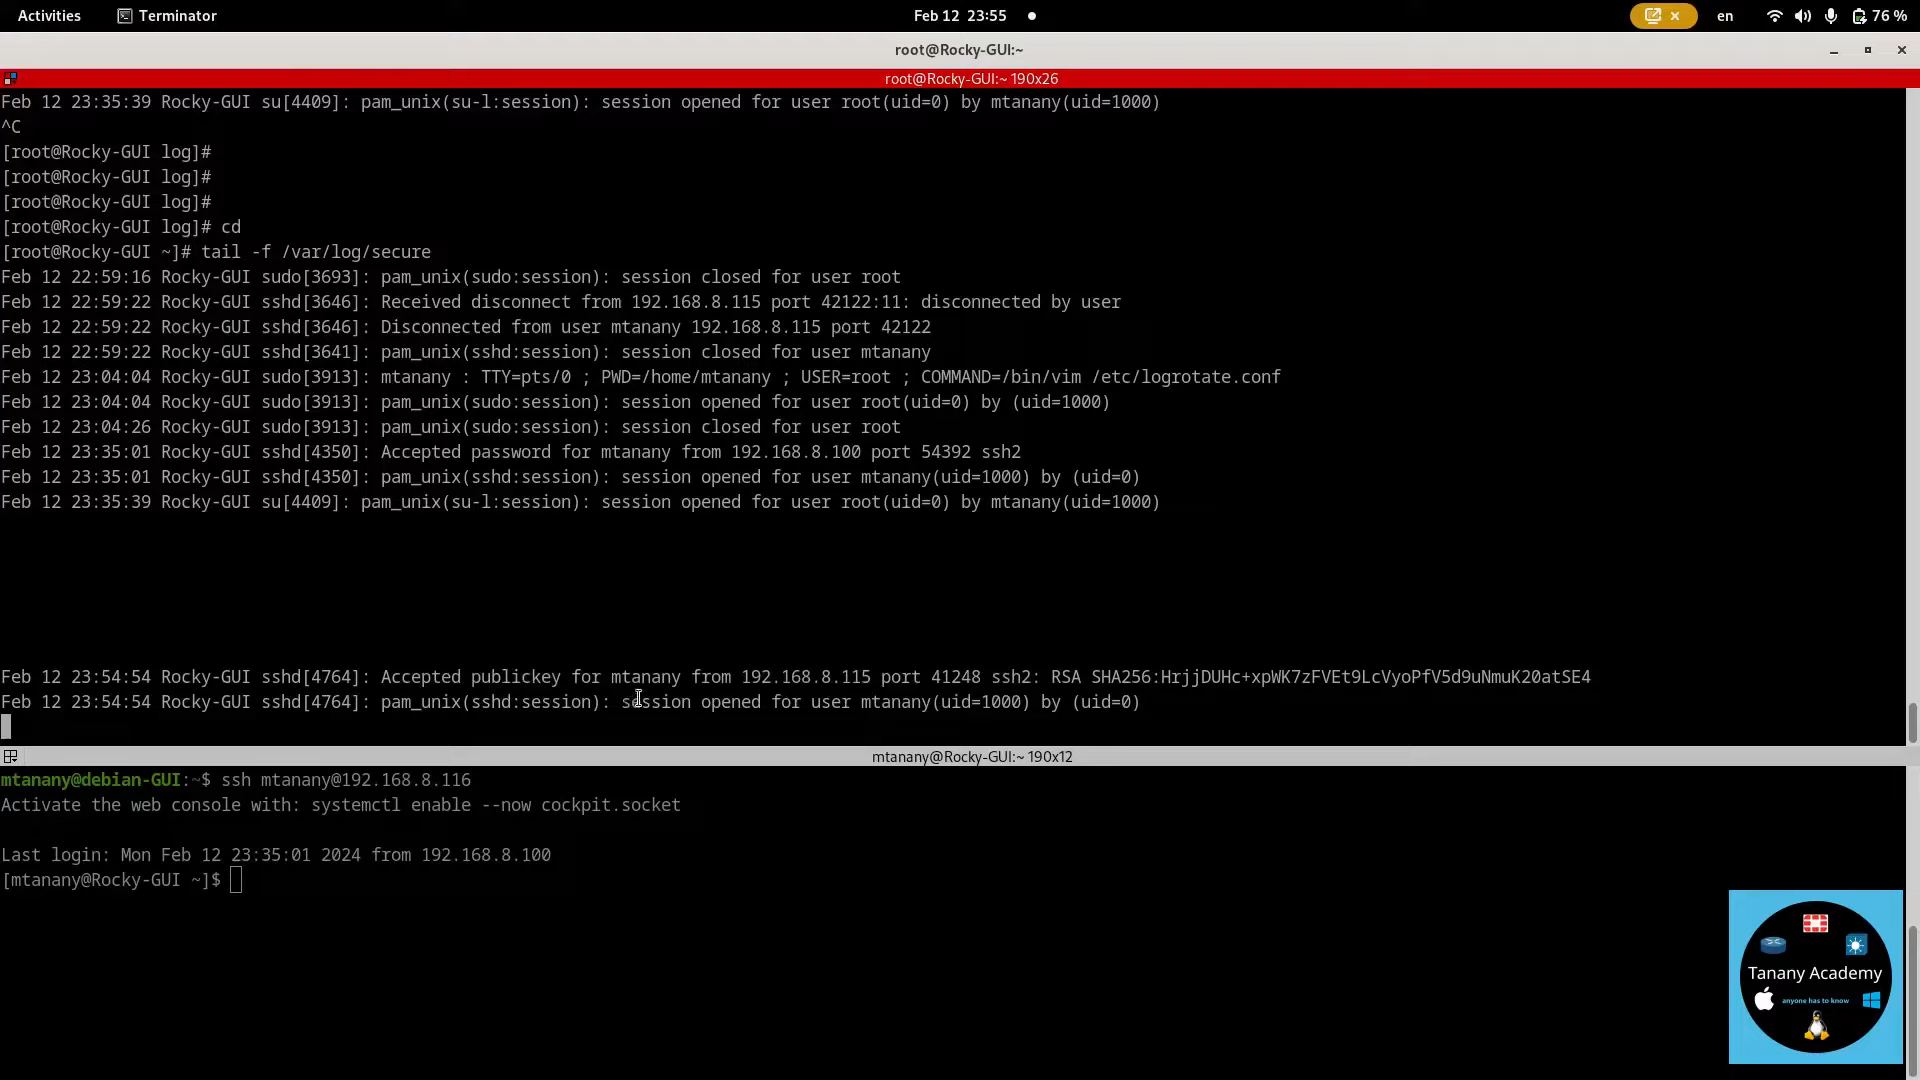 Activities Terminator Feb 12 23:55 en 76 %
root@Rocky-GUI:~
root@Rocky-GUI:~ 190x26
Feb 12 23:35:39 Rocky-GUI su[4409]: pam_unix(su-l:session): session opened for user root(uid=0) by mtanany(uid=1000)
^C
[root@Rocky-GUI log]#
[root@Rocky-GUI log]#
[root@Rocky-GUI log]#
[root@Rocky-GUI log]# cd
[root@Rocky-GUI ~]# tail -f /var/log/secure
Feb 12 22:59:16 Rocky-GUI sudo[3693]: pam_unix(sudo:session): session closed for user root
Feb 12 22:59:22 Rocky-GUI sshd[3646]: Received disconnect from 192.168.8.115 port 42122:11: disconnected by user
Feb 12 22:59:22 Rocky-GUI sshd[3646]: Disconnected from user mtanany 192.168.8.115 port 42122
Feb 12 22:59:22 Rocky-GUI sshd[3641]: pam_unix(sshd:session): session closed for user mtanany
Feb 12 23:04:04 Rocky-GUI sudo[3913]: mtanany : TTY=pts/0 ; PWD=/home/mtanany ; USER=root ; COMMAND=/bin/vim /etc/logrotate.conf
Feb 12 23:04:04 Rocky-GUI sudo[3913]: pam_unix(sudo:session): session opened for user root(uid=0) by (uid=1000)
Feb 12 23:04:26 Rocky-GUI sudo[3913]: pam_unix(sudo:session): session closed for user root
Feb 12 23:35:01 Rocky-GUI sshd[4350]: Accepted password for mtanany from 192.168.8.100 port 54392 ssh2
Feb 12 23:35:01 Rocky-GUI sshd[4350]: pam_unix(sshd:session): session opened for user mtanany(uid=1000) by (uid=0)
Feb 12 23:35:39 Rocky-GUI su[4409]: pam_unix(su-l:session): session opened for user root(uid=0) by mtanany(uid=1000)
Feb 12 23:54:54 Rocky-GUI sshd[4764]: Accepted publickey for mtanany from 192.168.8.115 port 41248 ssh2: RSA SHA256:HrjjDUHc+xpWK7zFVEt9LcVyoPfV5d9uNmuK20atSE4
Feb 12 23:54:54 Rocky-GUI sshd[4764]: pam_unix(sshd:session): session opened for user mtanany(uid=1000) by (uid=0)
mtanany@Rocky-GUI:~ 190x12
mtanany@debian-GUI:~$ ssh mtanany@192.168.8.116
Activate the web console with: systemctl enable --now cockpit.socket
Last login: Mon Feb 12 23:35:01 2024 from 192.168.8.100
[mtanany@Rocky-GUI ~]$
Tanany Academy
anyone has to know